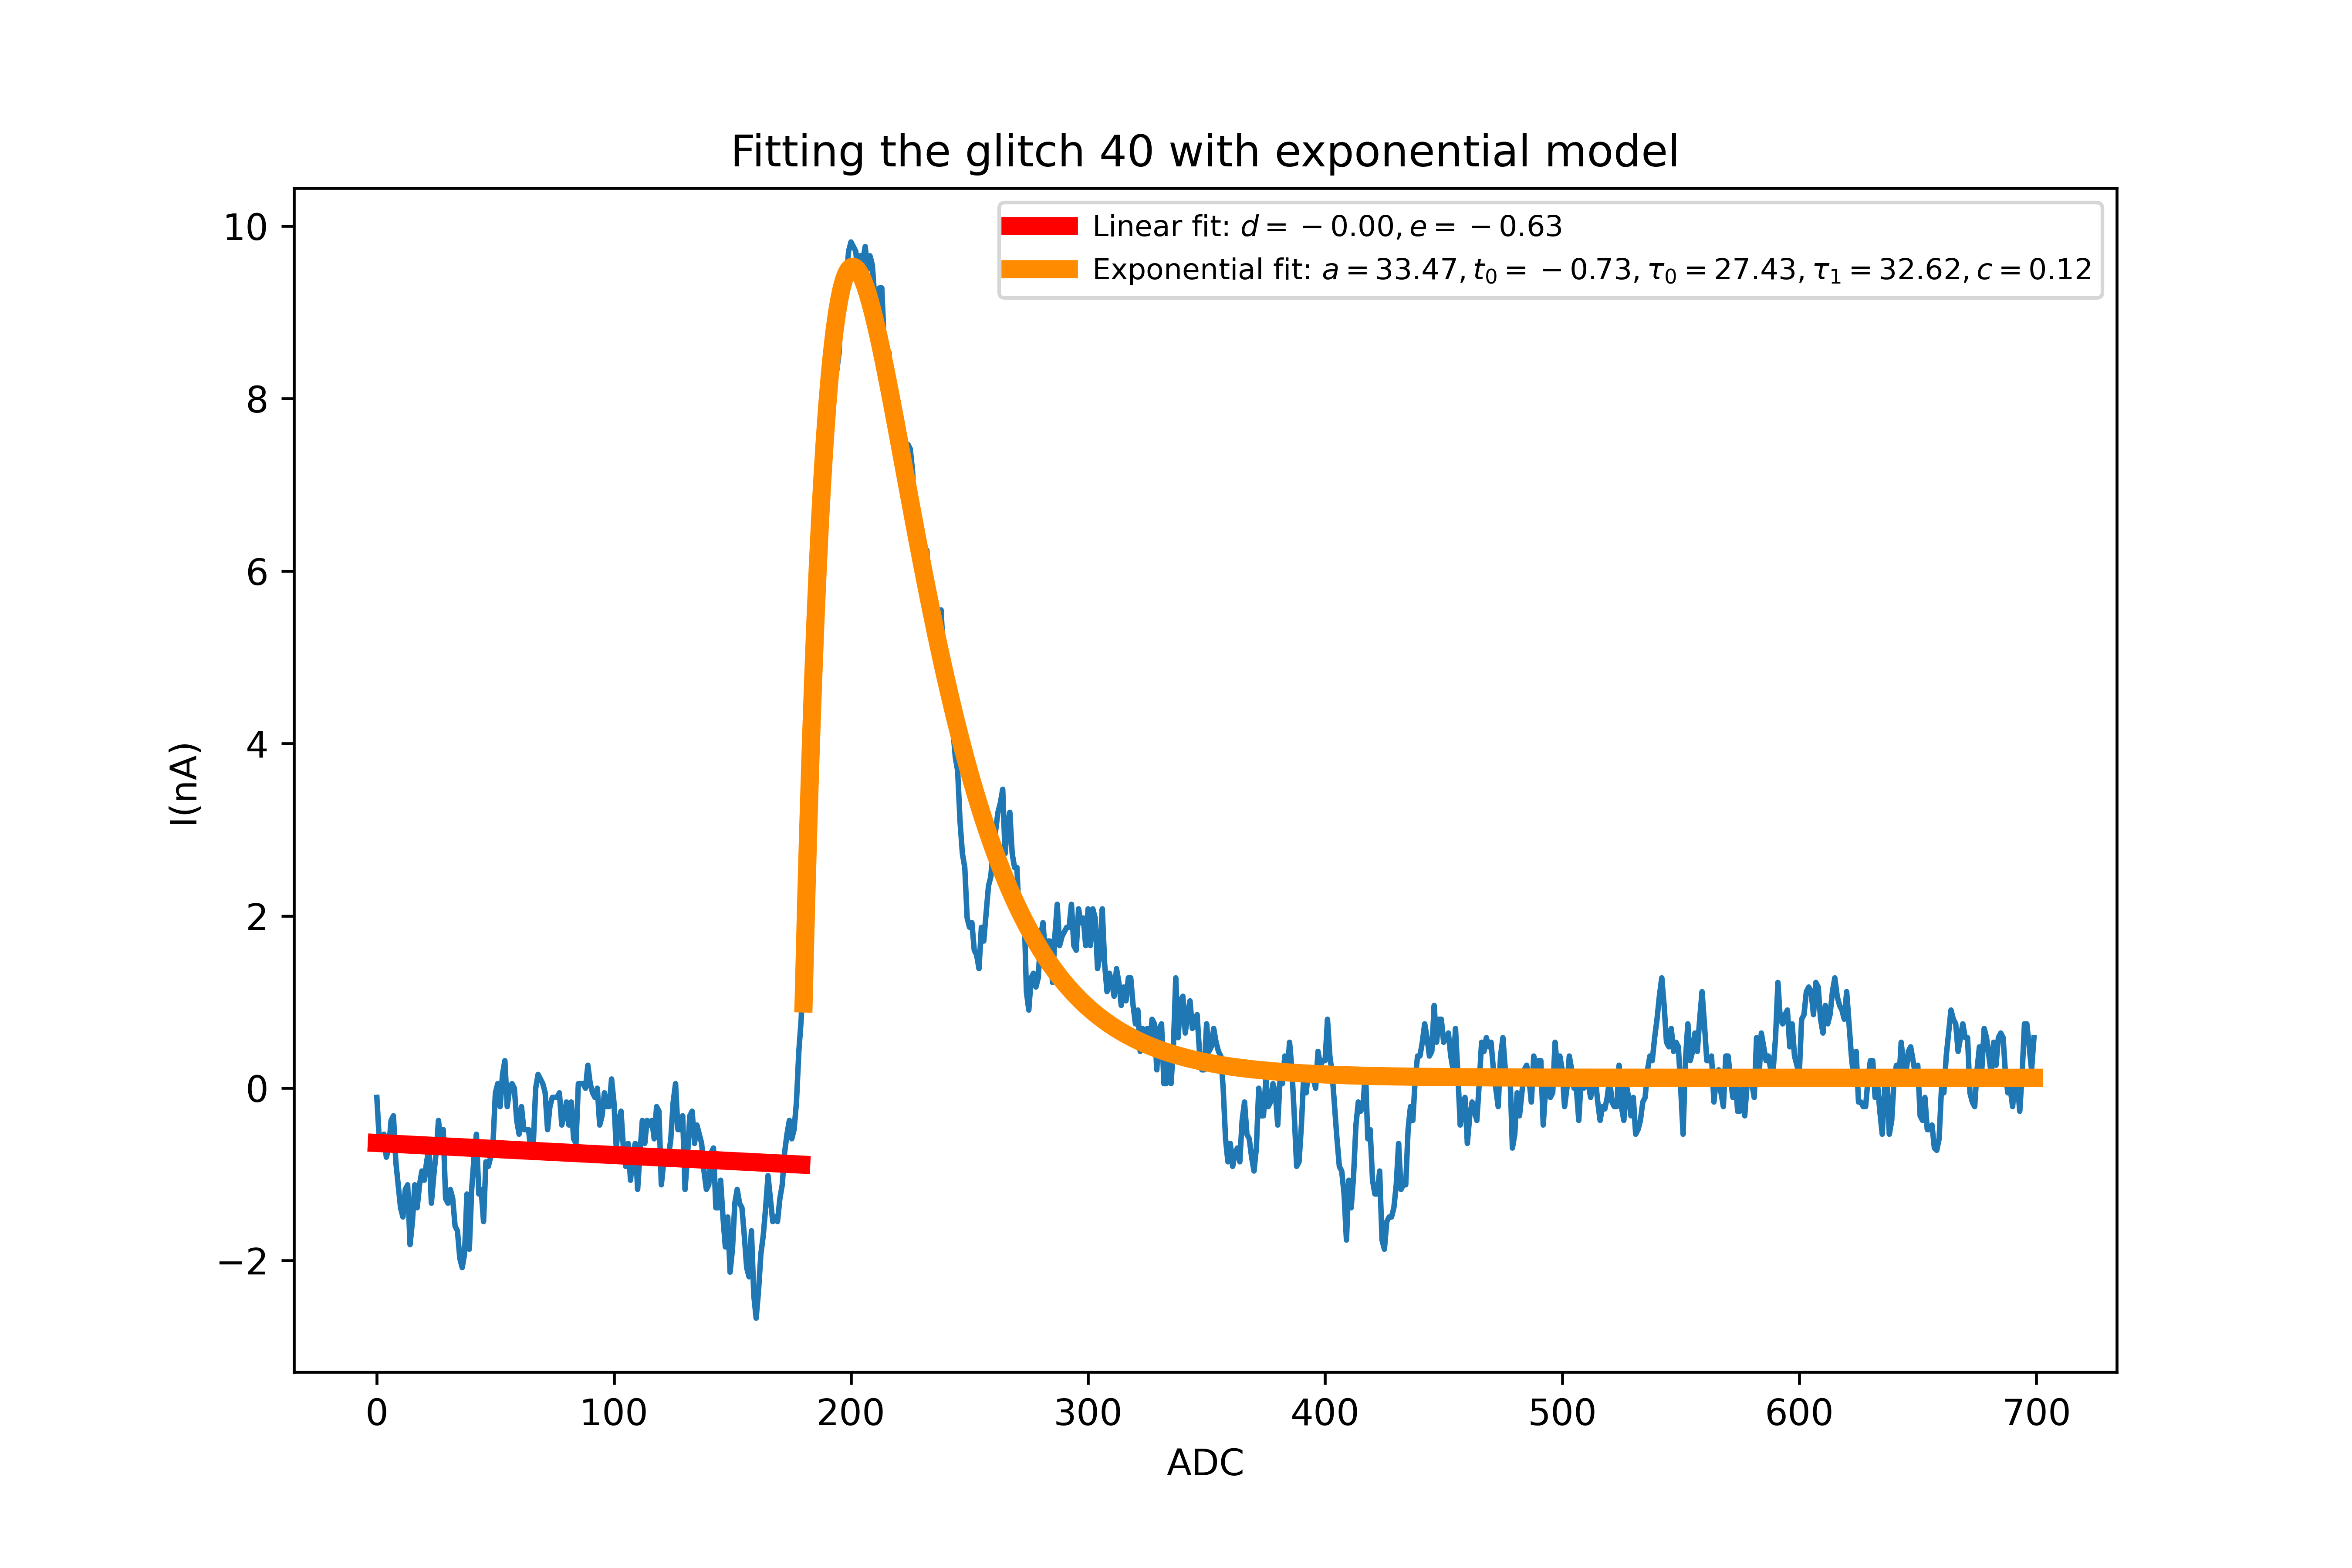 Fitting the glitch 40 with exponential model
Linear fit: d = −0.00, e = −0.63
Exponential fit: a = 33.47, t₀ = −0.73, τ₀ = 27.43, τ₁ = 32.62, c = 0.12
10
8
6
4
2
0
−2
I(nA)
0 100 200 300 400 500 600 700
ADC